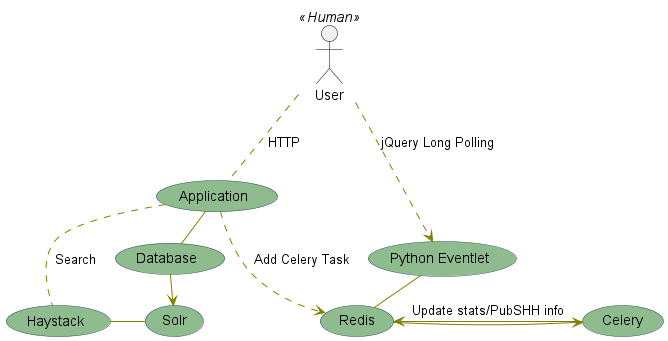 «Human»
User
HTTP
jQuery Long Polling
Application
Search
Database
Add Celery Task
Python Eventlet
Haystack
Solr
Redis
Update stats/PubSHH info
Celery